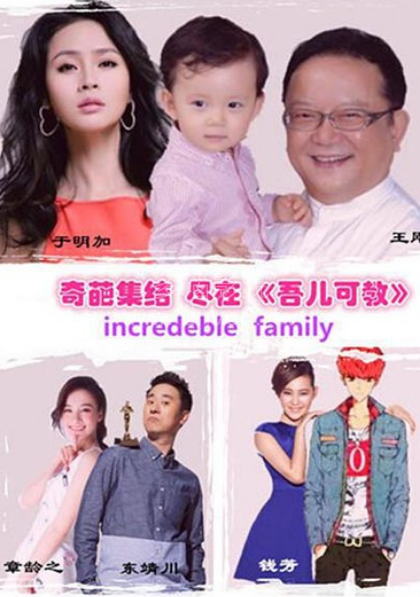 于明加
王刚
奇葩集结 尽在《吾儿可教》
incredeble family
章龄之
东靖川
钱芳